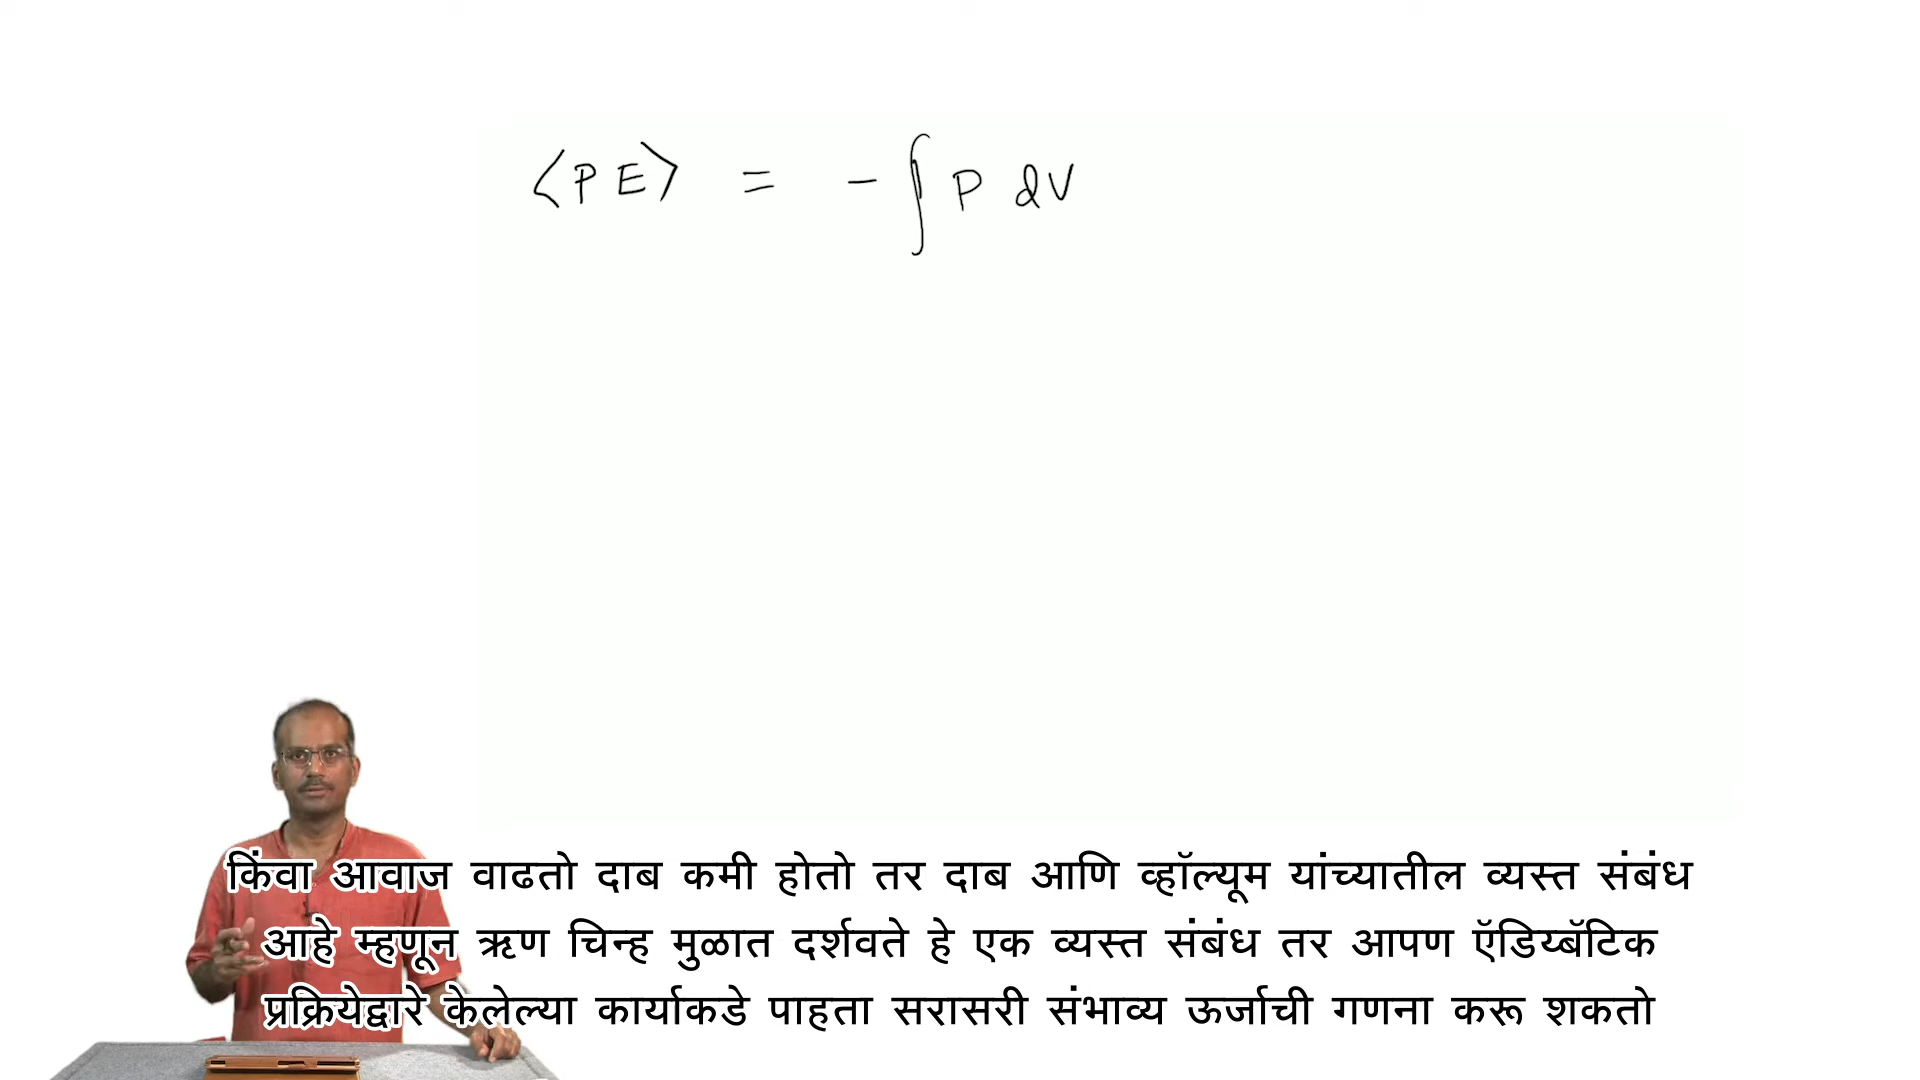 <PE> = - ∮ P dV
किंवा आवाज वाढतो दाब कमी होतो तर दाब आणि व्हॉल्यूम यांच्यातील व्यस्त संबंध
आहे म्हणून ऋण चिन्ह मुळात दर्शवते हे एक व्यस्त संबंध तर आपण ऍडिय्बॅटिक
प्रक्रियेद्वारे केलेल्या कार्याकडे पाहता सरासरी संभाव्य ऊर्जाची गणना करू शकतो